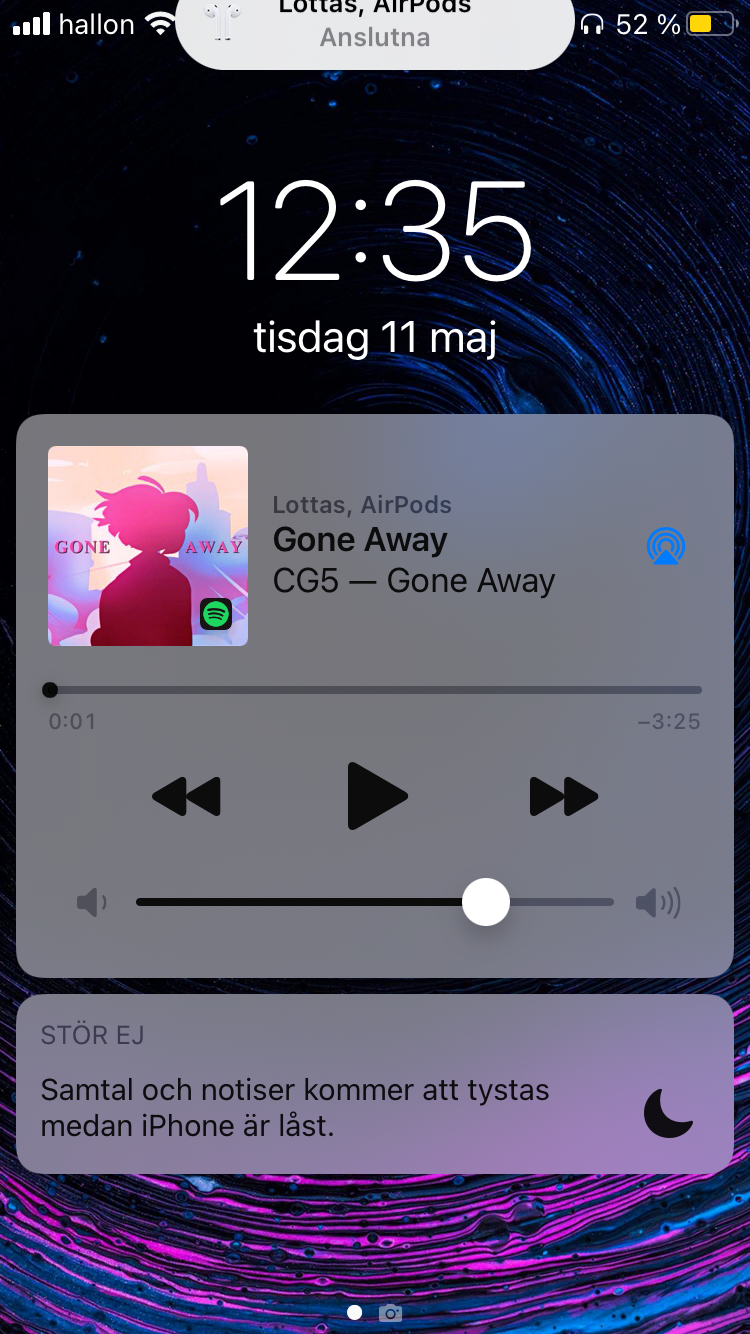 hallon
Lottas, AirPods
Anslutna
52 %
12:35
tisdag 11 maj
GONE AWAY
Lottas, AirPods
Gone Away
CG5 — Gone Away
0:01
–3:25
STÖR EJ
Samtal och notiser kommer att tystas
medan iPhone är låst.